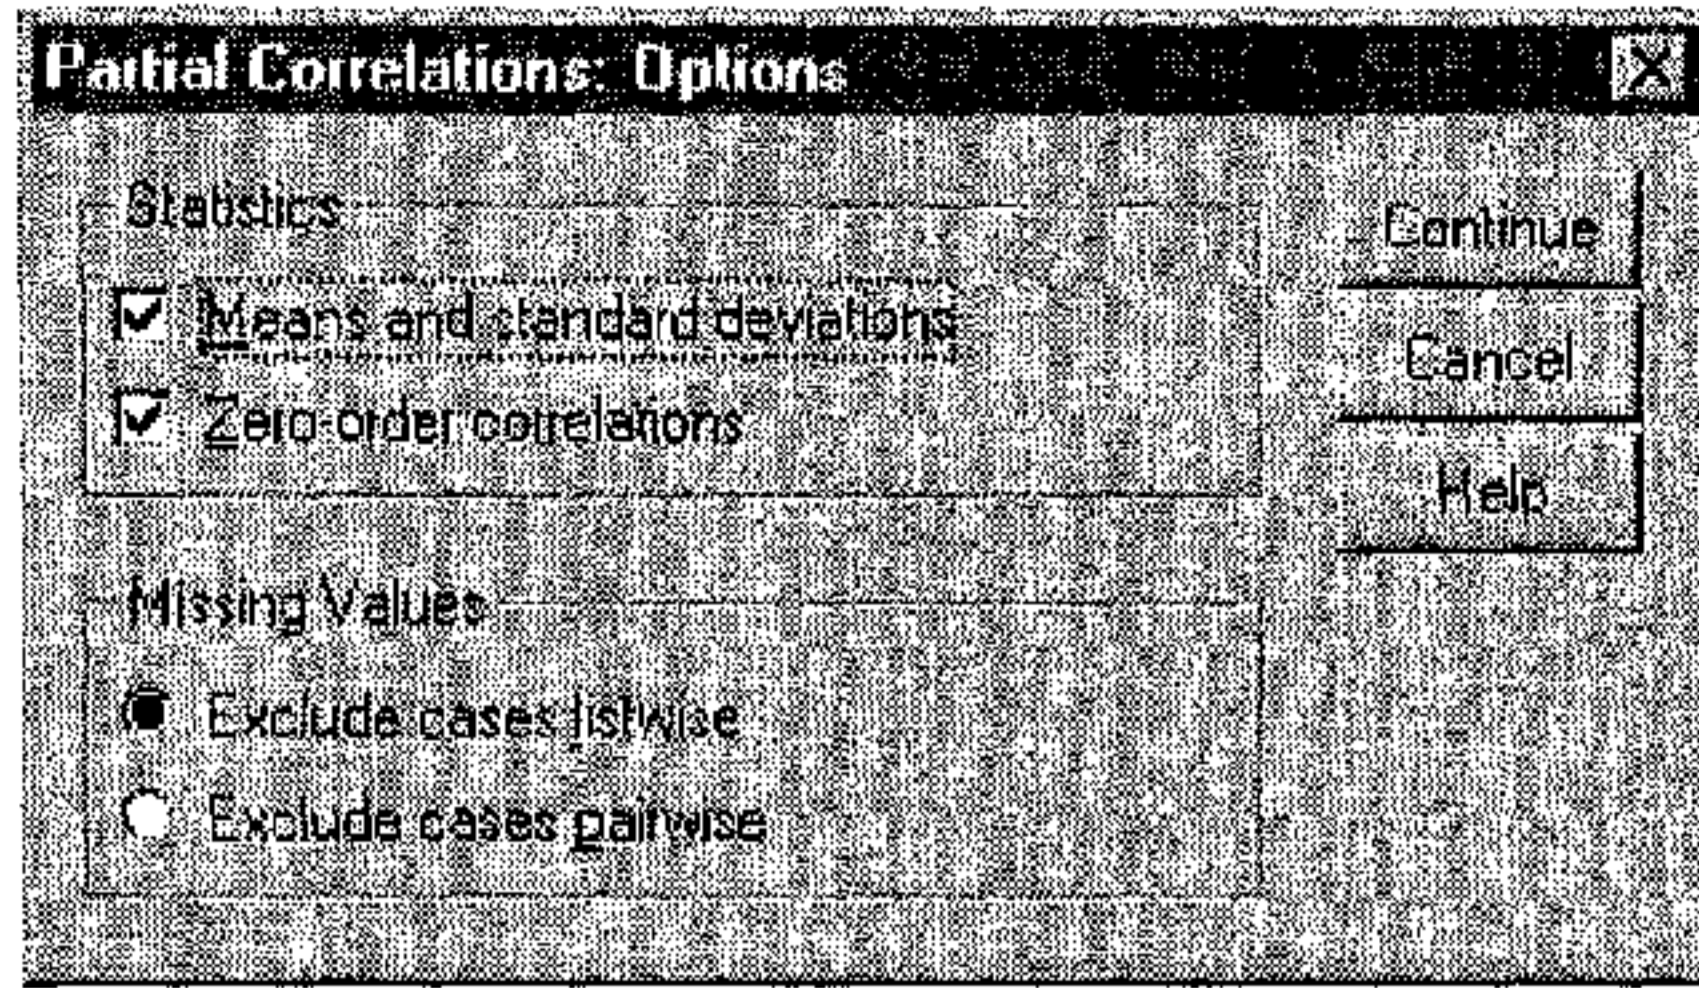 Partial Correlations: Options
Statistics
Means and standard deviations
Zero-order correlations
Missing Values
Exclude cases listwise
Exclude cases pairwise
Continue
Cancel
Help